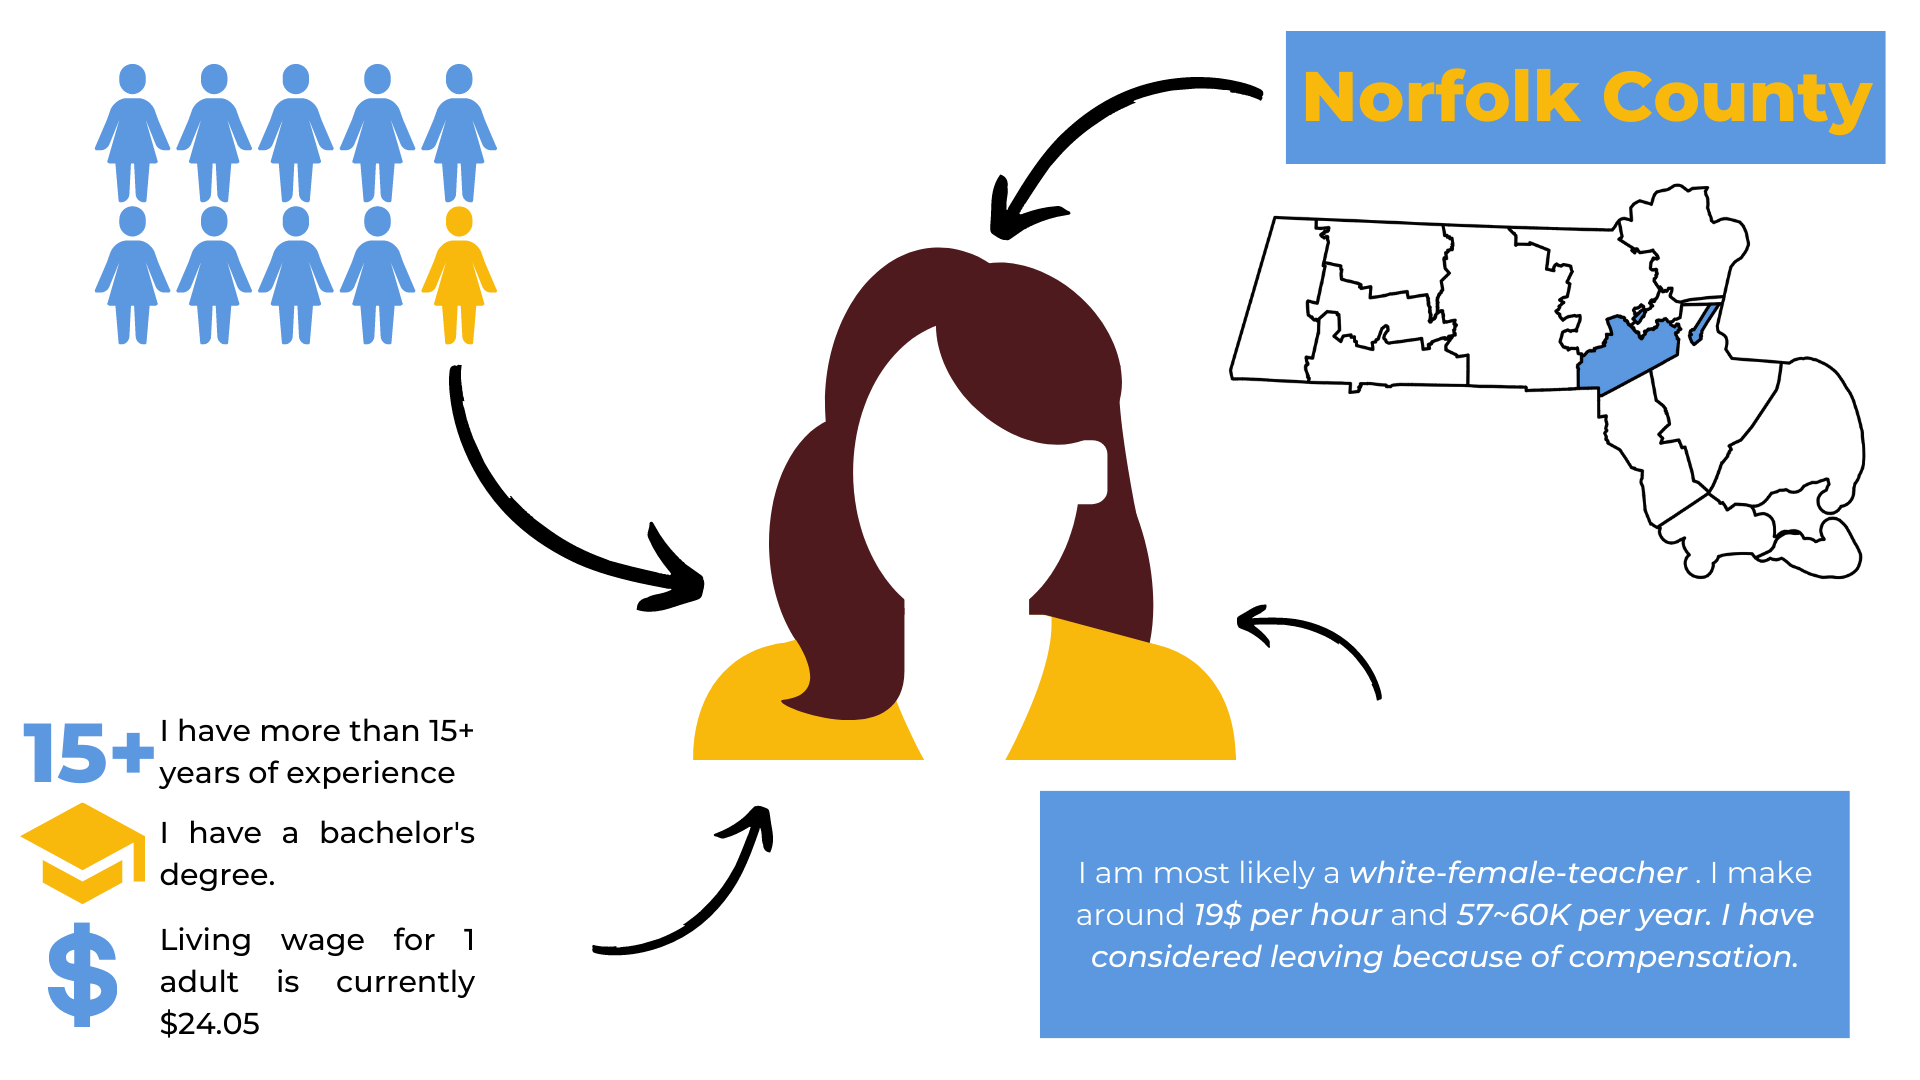 Norfolk County
15+
I have more than 15+
years of experience
I have a bachelor's
degree.
$
Living wage for 1
adult is currently
$24.05
I am most likely a white-female-teacher . I make
around 19$ per hour and 57~60K per year. I have
considered leaving because of compensation.